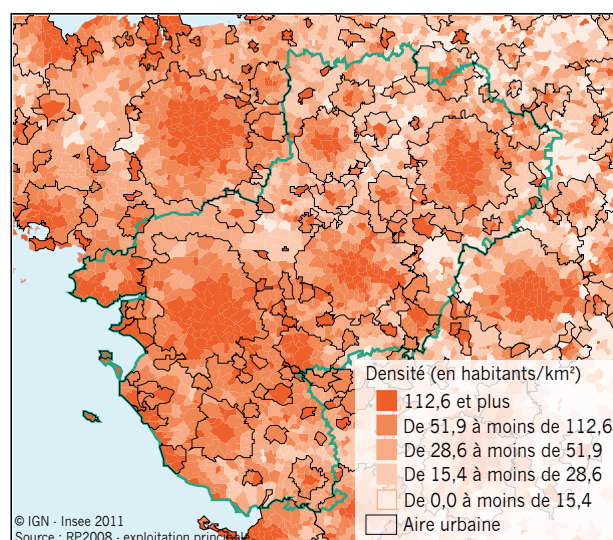 Densité (en habitants/km²)
112,6 et plus
De 51,9 à moins de 112,6
De 28,6 à moins de 51,9
De 15,4 à moins de 28,6
De 0,0 à moins de 15,4
Aire urbaine
© IGN - Insee 2011
Source : RP2008 - exploitation principale